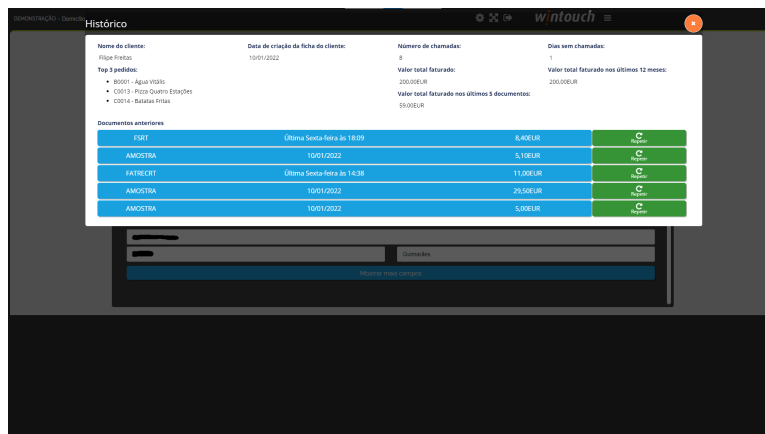 DEMONSTRAÇÃO - Domicíli
Histórico
wintouch
Nome do cliente:
Data de criação da ficha do cliente:
Número de chamadas:
Dias sem chamadas:
Filipe Freitas
10/01/2022
8
1
Top 3 pedidos:
Valor total faturado:
Valor total faturado nos últimos 12 meses:
B0001 - Água Vitális
200,00EUR
200,00EUR
C0013 - Pizza Quatro Estações
Valor total faturado nos últimos 5 documentos:
C0014 - Batatas Fritas
59,00EUR
Documentos anteriores
FSRT Última Sexta-feira às 18:09 8,40EUR Repetir
AMOSTRA 10/01/2022 5,10EUR Repetir
FATRECRT Última Sexta-feira às 14:38 11,00EUR Repetir
AMOSTRA 10/01/2022 29,50EUR Repetir
AMOSTRA 10/01/2022 5,00EUR Repetir
Guimarães
Mostrar mais campos